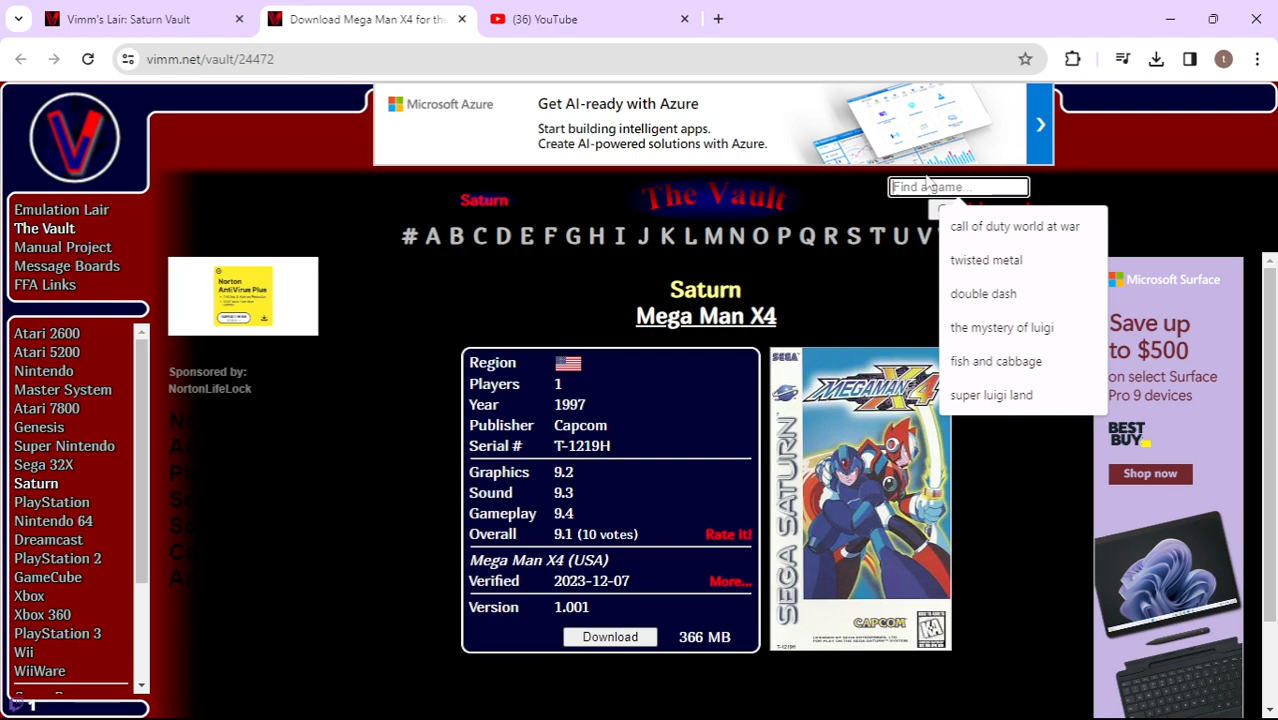 Vimm's Lair: Saturn Vault
Download Mega Man X4 for the
(36) YouTube
vimm.net/vault/24472
t
Microsoft Azure
Get AI-ready with Azure
Start building intelligent apps.
Create AI-powered solutions with Azure.
V
Emulation Lair
The Vault
Manual Project
Message Boards
FFA Links
Saturn
The Vault
Find a game...
# A B C D E F G H I J K L M N O P Q R S T U V
call of duty world at war
twisted metal
double dash
the mystery of luigi
fish and cabbage
super luigi land
Atari 2600
Atari 5200
Nintendo
Master System
Atari 7800
Genesis
Super Nintendo
Sega 32X
Saturn
PlayStation
Nintendo 64
Dreamcast
PlayStation 2
GameCube
Xbox
Xbox 360
PlayStation 3
Wii
WiiWare
1
Norton
AntiVirus Plus
Sponsored by:
NortonLifeLock
Saturn
Mega Man X4
Region
Players 1
Year 1997
Publisher Capcom
Serial # T-1219H
Graphics 9.2
Sound 9.3
Gameplay 9.4
Overall 9.1 (10 votes) Rate it!
Mega Man X4 (USA)
Verified 2023-12-07 More...
Version 1.001
Download 366 MB
SEGA
MEGAMAN X4
SEGA SATURN
CAPCOM
KA
T-1219H
Microsoft Surface
Save up
to $500
on select Surface
Pro 9 devices
BEST
BUY
Shop now